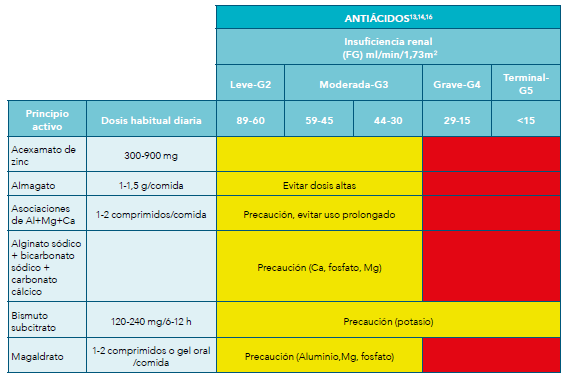 ANTIÁCIDOS13,14,16
Insuficiencia renal
(FG) ml/min/1,73m2
Leve-G2 Moderada-G3 Grave-G4 Terminal-
G5
Principio
activo
Dosis habitual diaria 89-60 59-45 44-30 29-15 <15
Acexamato de
zinc
300-900 mg
Almagato 1-1,5 g/comida Evitar dosis altas
Asociaciones
de Al+Mg+Ca
1-2 comprimidos/comida Precaución, evitar uso prolongado
Alginato sódico
+ bicarbonato
sódico +
carbonato
cálcico
Precaución (Ca, fosfato, Mg)
Bismuto
subcitrato
120-240 mg/6-12 h Precaución (potasio)
Magaldrato
1-2 comprimidos o gel oral
/comida
Precaución (Aluminio,Mg, fosfato)